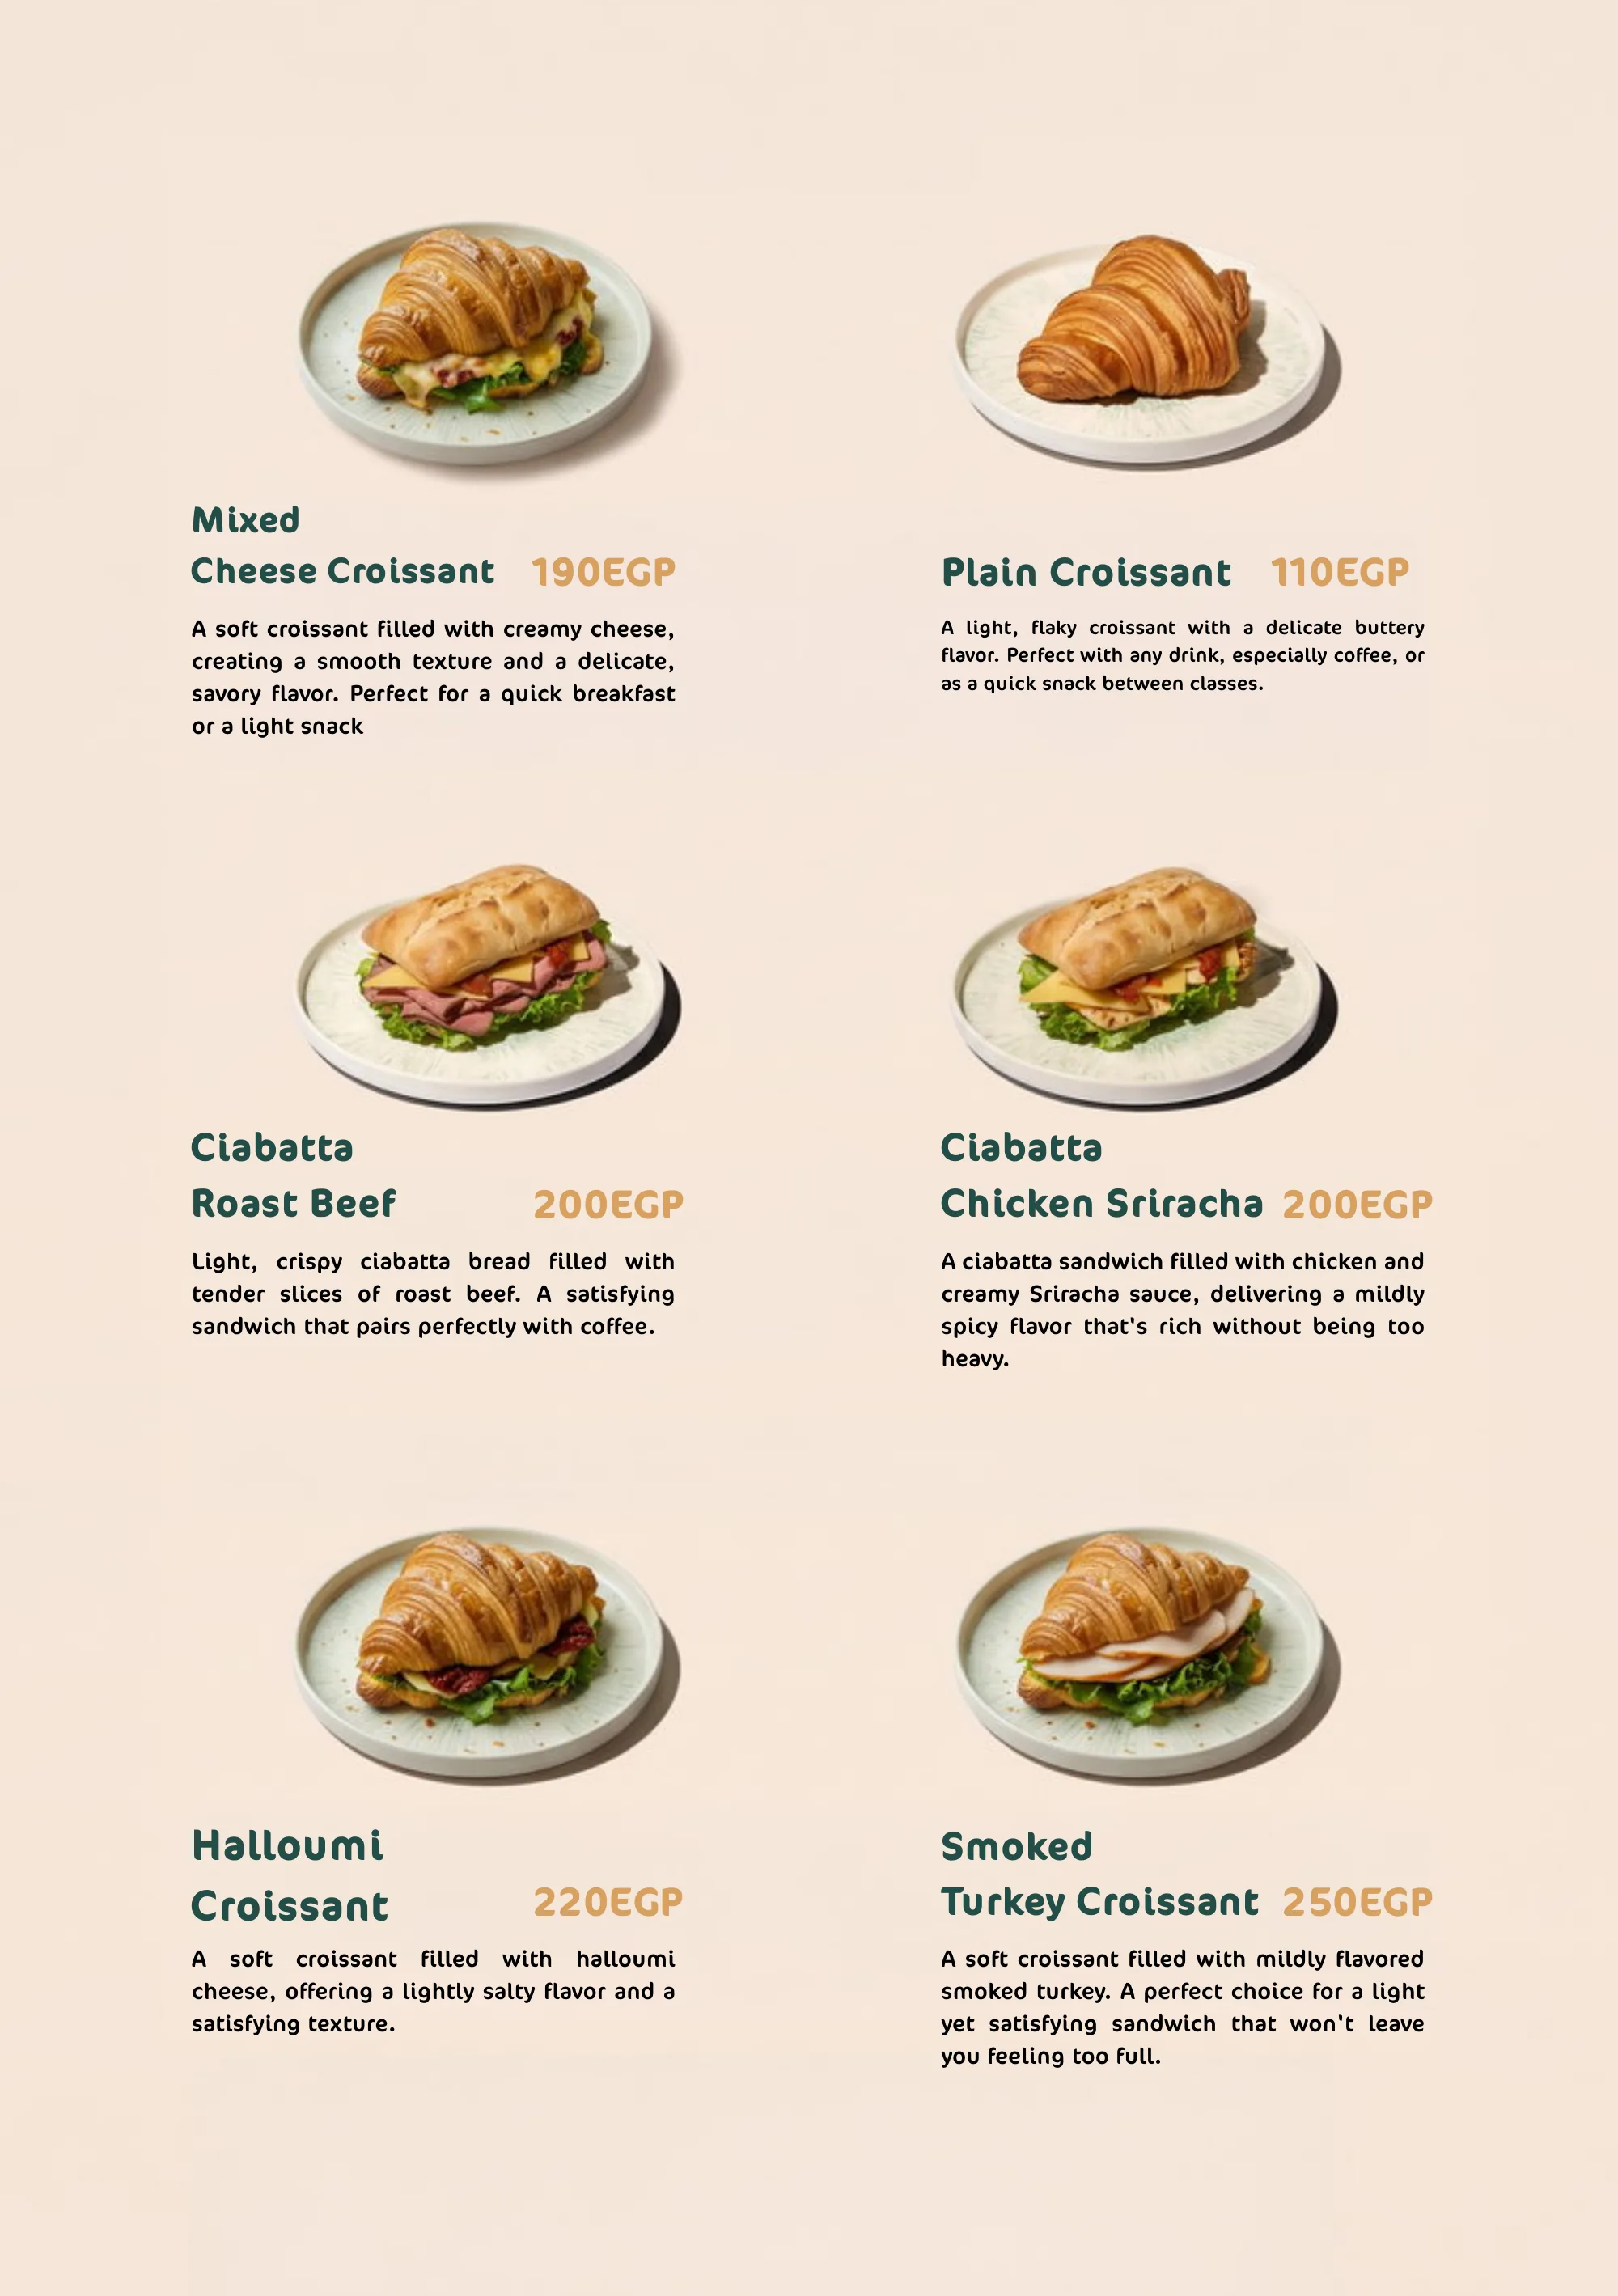 Mixed
Cheese Croissant 190EGP
A soft croissant filled with creamy cheese,
creating a smooth texture and a delicate,
savory flavor. Perfect for a quick breakfast
or a light snack
Plain Croissant 110EGP
A light, flaky croissant with a delicate buttery
flavor. Perfect with any drink, especially coffee, or
as a quick snack between classes.
Ciabatta
Roast Beef 200EGP
Light, crispy ciabatta bread filled with
tender slices of roast beef. A satisfying
sandwich that pairs perfectly with coffee.
Ciabatta
Chicken Sriracha 200EGP
A ciabatta sandwich filled with chicken and
creamy Sriracha sauce, delivering a mildly
spicy flavor that's rich without being too
heavy.
Halloumi
Croissant 220EGP
A soft croissant filled with halloumi
cheese, offering a lightly salty flavor and a
satisfying texture.
Smoked
Turkey Croissant 250EGP
A soft croissant filled with mildly flavored
smoked turkey. A perfect choice for a light
yet satisfying sandwich that won't leave
you feeling too full.